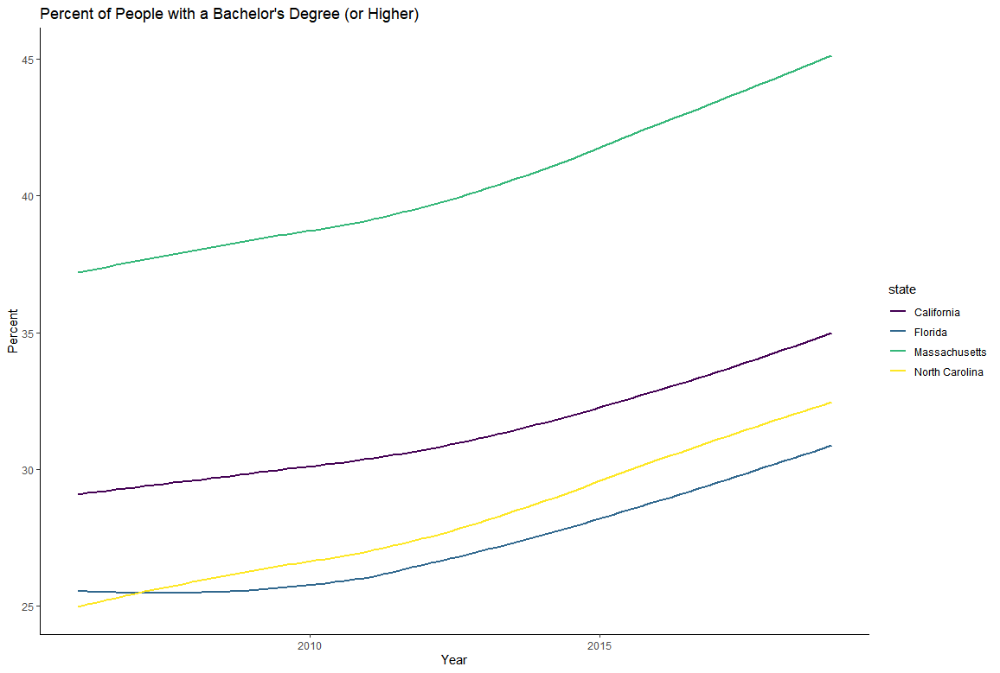 Percent of People with a Bachelor's Degree (or Higher)
45
40
35
30
25
Percent
2010
2015
Year
state
California
Florida
Massachusetts
North Carolina